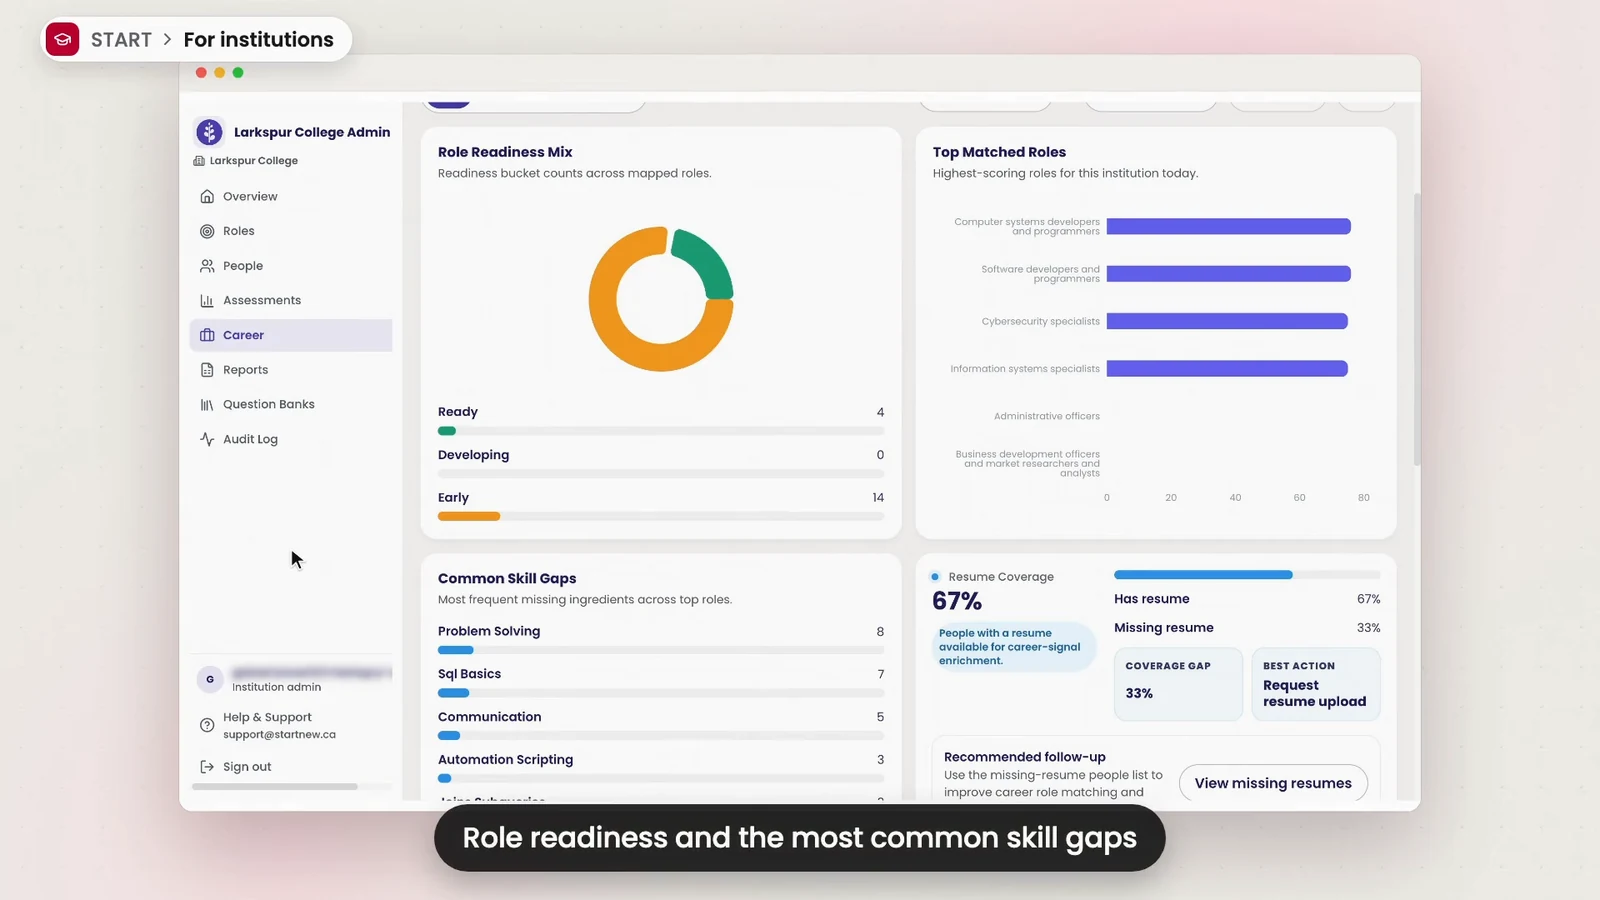 START > For institutions
Larkspur College Admin
Larkspur College
Overview
Roles
People
Assessments
Career
Reports
Question Banks
Audit Log
G
Institution admin
Help & Support
support@startnew.ca
Sign out
Role Readiness Mix
Readiness bucket counts across mapped roles.
Ready 4
Developing 0
Early 14
Top Matched Roles
Highest-scoring roles for this institution today.
Computer systems developers
and programmers
Software developers and
programmers
Cybersecurity specialists
Information systems specialists
Administrative officers
Business development officers
and market researchers and
analysts
0 20 40 60 80
Common Skill Gaps
Most frequent missing ingredients across top roles.
Problem Solving 8
Sql Basics 7
Communication 5
Automation Scripting 3
Resume Coverage
67%
People with a resume
available for career-signal
enrichment.
Has resume 67%
Missing resume 33%
COVERAGE GAP
33%
BEST ACTION
Request
resume upload
Recommended follow-up
Use the missing-resume people list to
improve career role matching and
View missing resumes
Role readiness and the most common skill gaps